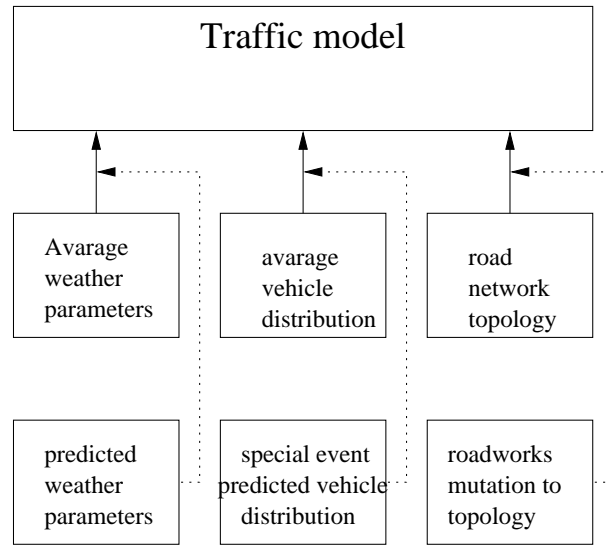 Traffic model
Avarage
weather
parameters
avarage
vehicle
distribution
road
network
topology
predicted
weather
parameters
special event
predicted vehicle
distribution
roadworks
mutation to
topology